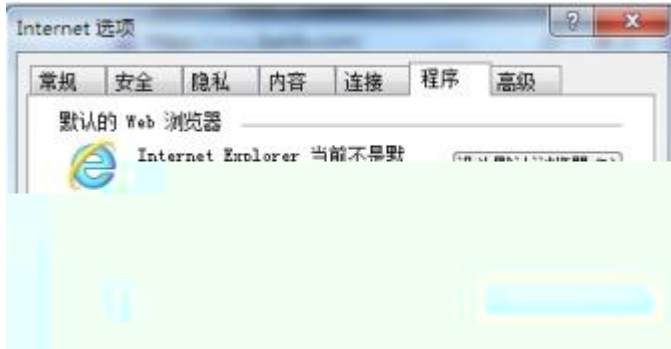 Internet 选项
常规 安全 隐私 内容 连接 程序 高级
默认的 Web 浏览器
Internet Explorer 当前不是默